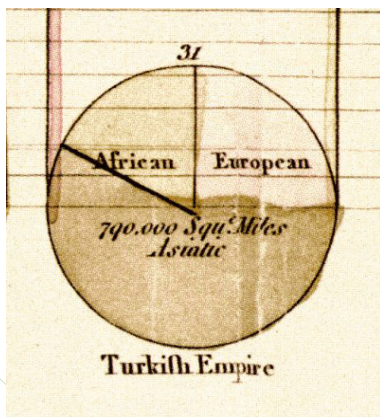 31
African European
790.000 Squ.ᵉ Miles
Asiatic
Turkiſh Empire